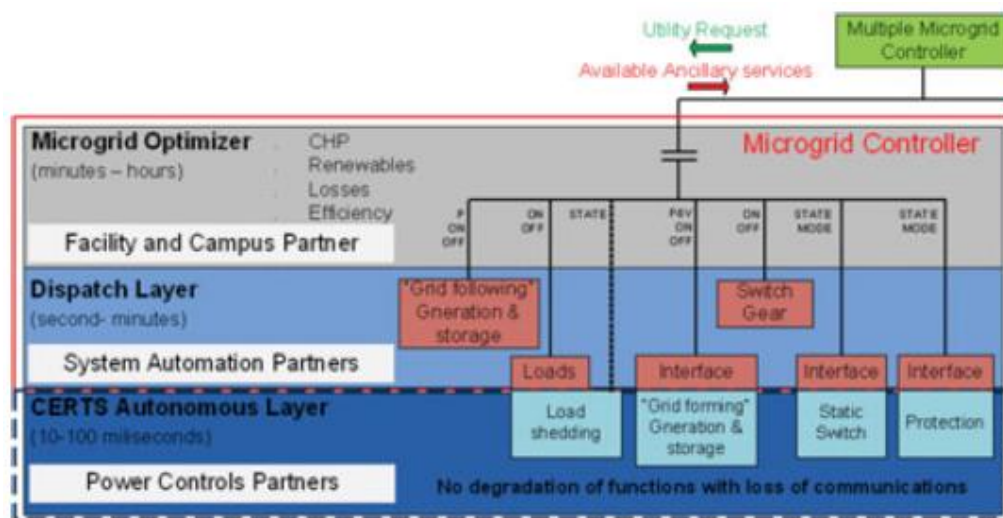 Utility Request
Available Ancillary services
Multiple Microgrid
Controller
Microgrid Optimizer
(minutes – hours)
CHP
Renewables
Losses
Efficiency
Microgrid Controller
Facility and Campus Partner
P
ON
OFF
ON
OFF
STATE
P&V
ON
OFF
ON
OFF
STATE
MODE
STATE
MODE
Dispatch Layer
(second- minutes)
System Automation Partners
"Grid following"
Gneration &
storage
Switch
Gear
Loads
Interface
Interface
Interface
CERTS Autonomous Layer
(10-100 miliseconds)
Power Controls Partners
Load
shedding
"Grid forming"
Gneration &
storage
Static
Switch
Protection
No degradation of functions with loss of communications